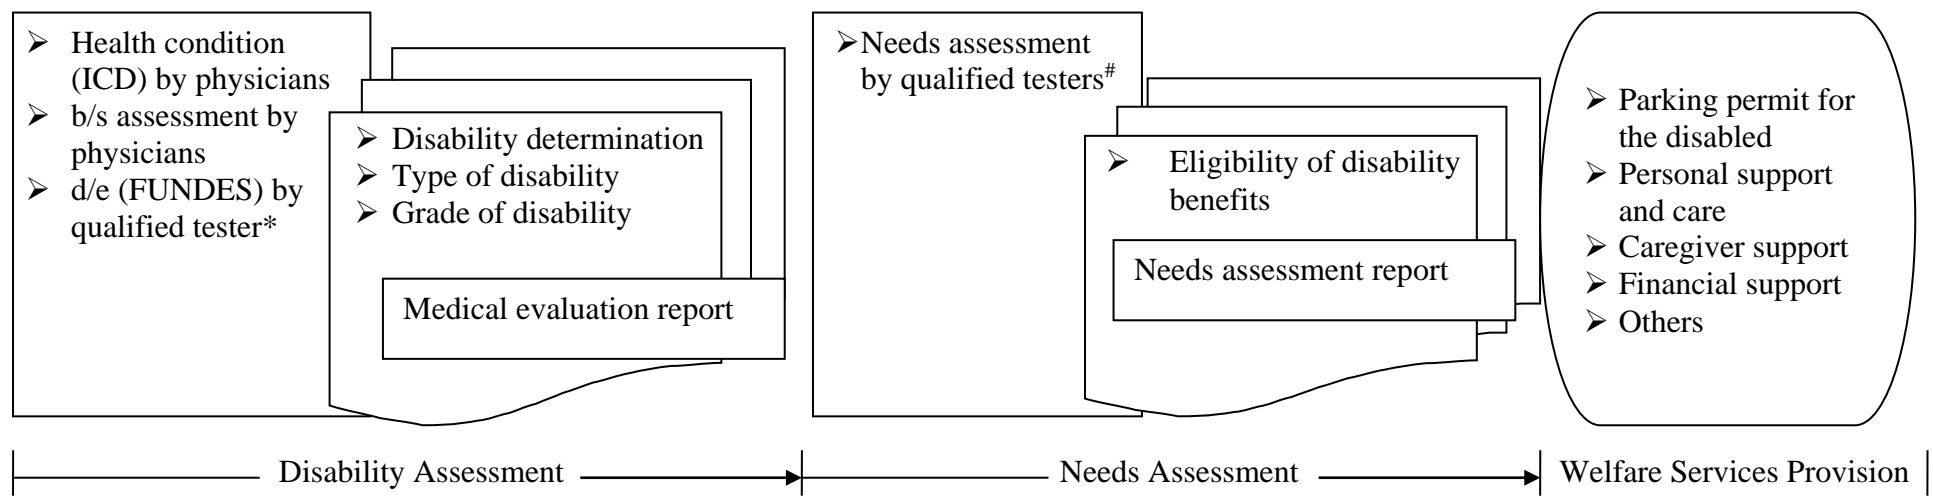 ➢ Health condition
(ICD) by physicians
➢ b/s assessment by
physicians
➢ d/e (FUNDES) by
qualified tester*
➢ Disability determination
➢ Type of disability
➢ Grade of disability
Medical evaluation report
➢ Needs assessment
by qualified testers#
➢ Eligibility of disability
benefits
Needs assessment report
➢ Parking permit for
the disabled
➢ Personal support
and care
➢ Caregiver support
➢ Financial support
➢ Others
Disability Assessment
Needs Assessment
Welfare Services Provision